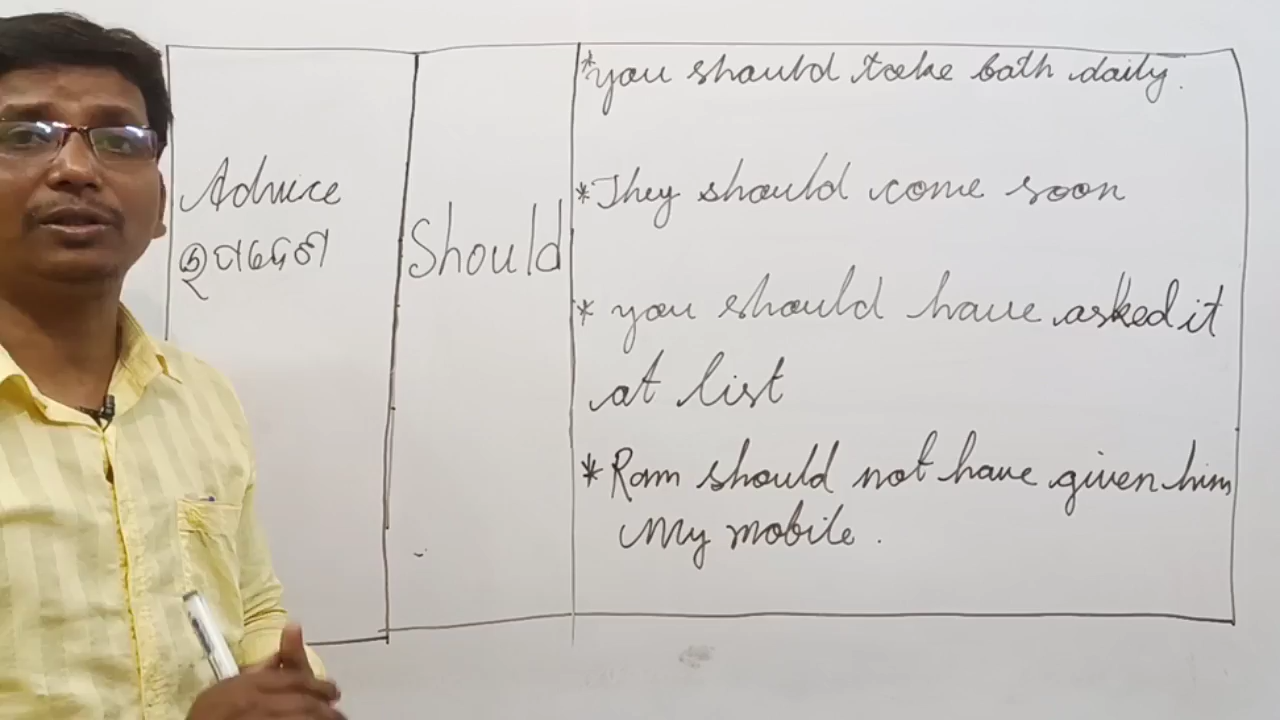 Advice
Should
*you should take bath daily.
*They should come soon
* you should have asked it
at list
* Ram should not have given him
My mobile.